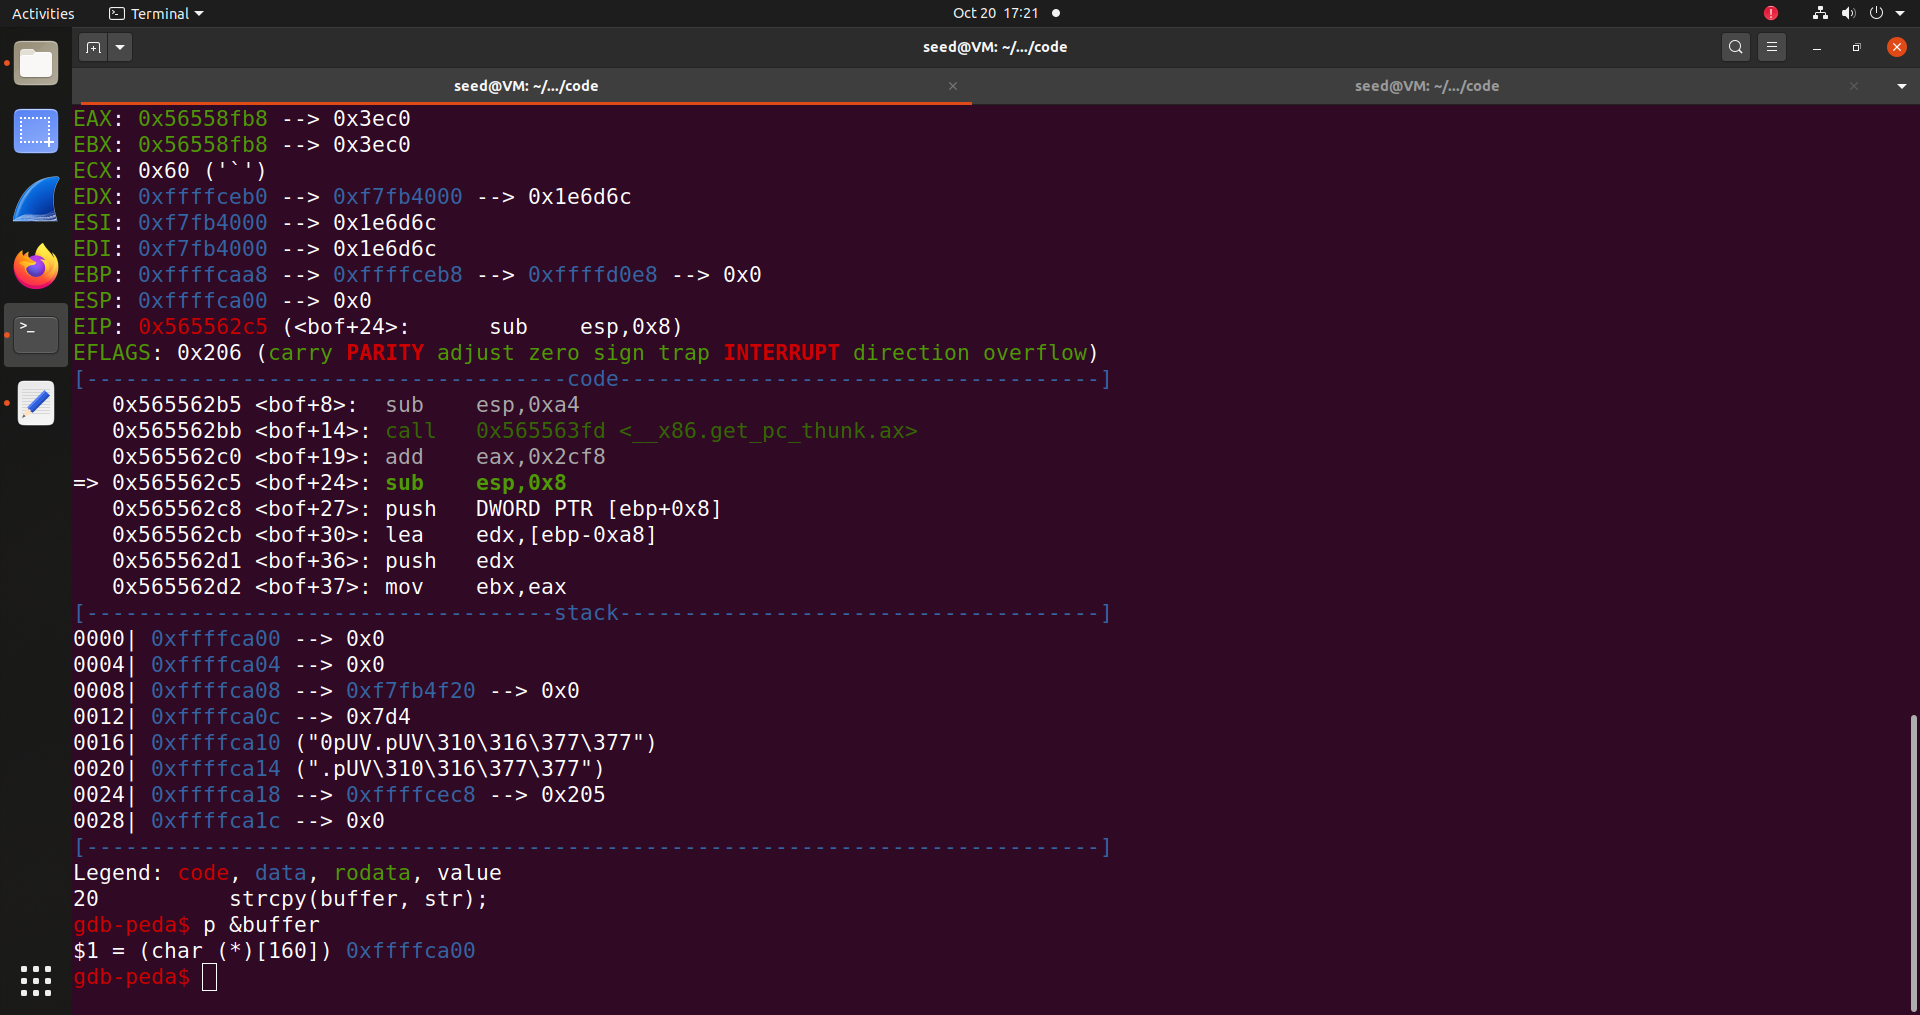 Activities
Terminal
Oct 20 17:21
seed@VM: ~/.../code
seed@VM: ~/.../code
seed@VM: ~/.../code
EAX: 0x56558fb8 --> 0x3ec0
EBX: 0x56558fb8 --> 0x3ec0
ECX: 0x60 ('`')
EDX: 0xffffceb0 --> 0xf7fb4000 --> 0x1e6d6c
ESI: 0xf7fb4000 --> 0x1e6d6c
EDI: 0xf7fb4000 --> 0x1e6d6c
EBP: 0xffffcaa8 --> 0xffffceb8 --> 0xffffd0e8 --> 0x0
ESP: 0xffffca00 --> 0x0
EIP: 0x565562c5 (<bof+24>:      sub    esp,0x8)
EFLAGS: 0x206 (carry PARITY adjust zero sign trap INTERRUPT direction overflow)
[-------------------------------------code-------------------------------------]
   0x565562b5 <bof+8>:  sub    esp,0xa4
   0x565562bb <bof+14>: call   0x565563fd <__x86.get_pc_thunk.ax>
   0x565562c0 <bof+19>: add    eax,0x2cf8
=> 0x565562c5 <bof+24>: sub    esp,0x8
   0x565562c8 <bof+27>: push   DWORD PTR [ebp+0x8]
   0x565562cb <bof+30>: lea    edx,[ebp-0xa8]
   0x565562d1 <bof+36>: push   edx
   0x565562d2 <bof+37>: mov    ebx,eax
[------------------------------------stack-------------------------------------]
0000| 0xffffca00 --> 0x0
0004| 0xffffca04 --> 0x0
0008| 0xffffca08 --> 0xf7fb4f20 --> 0x0
0012| 0xffffca0c --> 0x7d4
0016| 0xffffca10 ("0pUV.pUV\310\316\377\377")
0020| 0xffffca14 (".pUV\310\316\377\377")
0024| 0xffffca18 --> 0xffffcec8 --> 0x205
0028| 0xffffca1c --> 0x0
[------------------------------------------------------------------------------]
Legend: code, data, rodata, value
20          strcpy(buffer, str);
gdb-peda$ p &buffer
$1 = (char (*)[160]) 0xffffca00
gdb-peda$